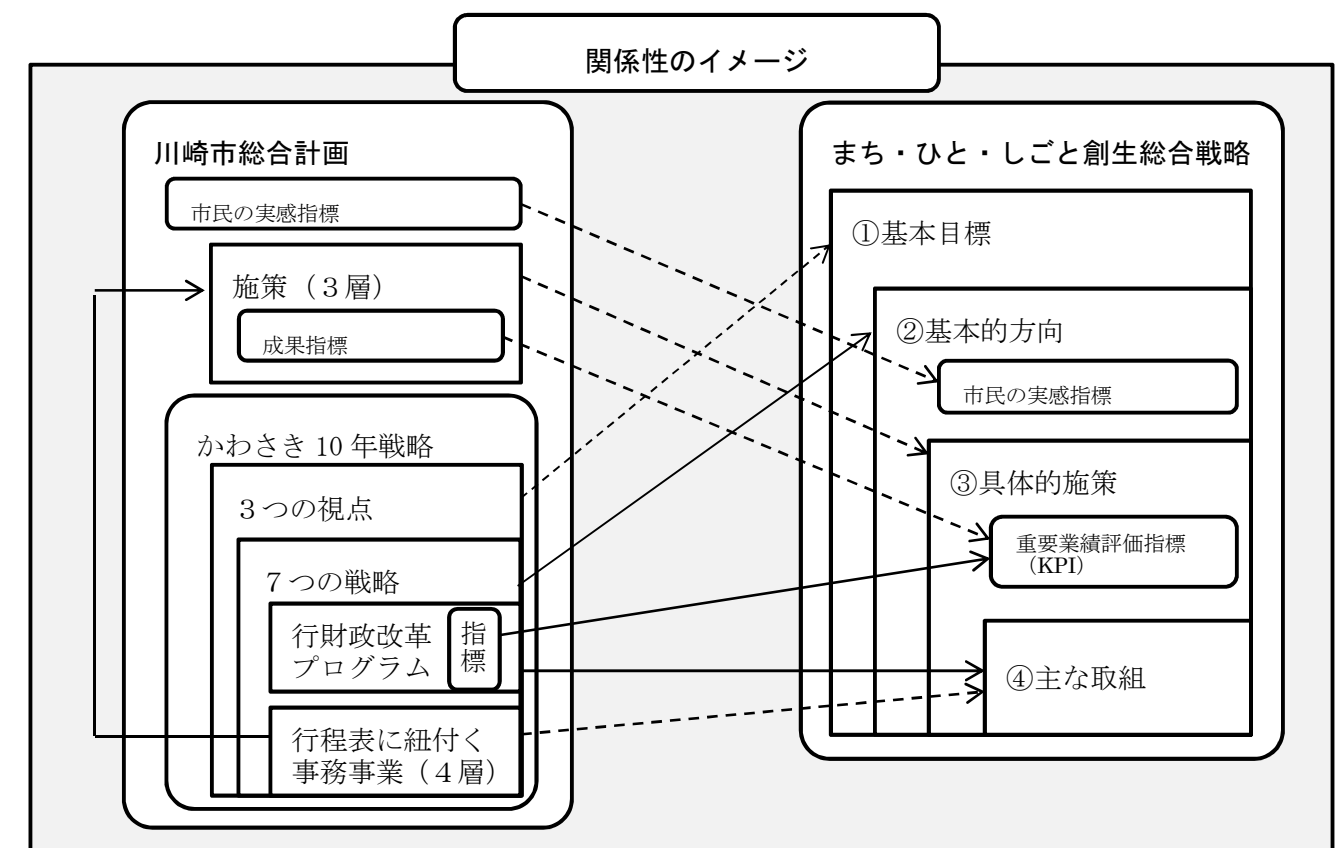 関係性のイメージ
川崎市総合計画
市民の実感指標
施策（３層）
成果指標
かわさき 10 年戦略
３つの視点
７つの戦略
行財政改革
プログラム
指
標
行程表に紐付く
事務事業（４層）
まち・ひと・しごと創生総合戦略
①基本目標
②基本的方向
市民の実感指標
③具体的施策
重要業績評価指標
（KPI）
④主な取組